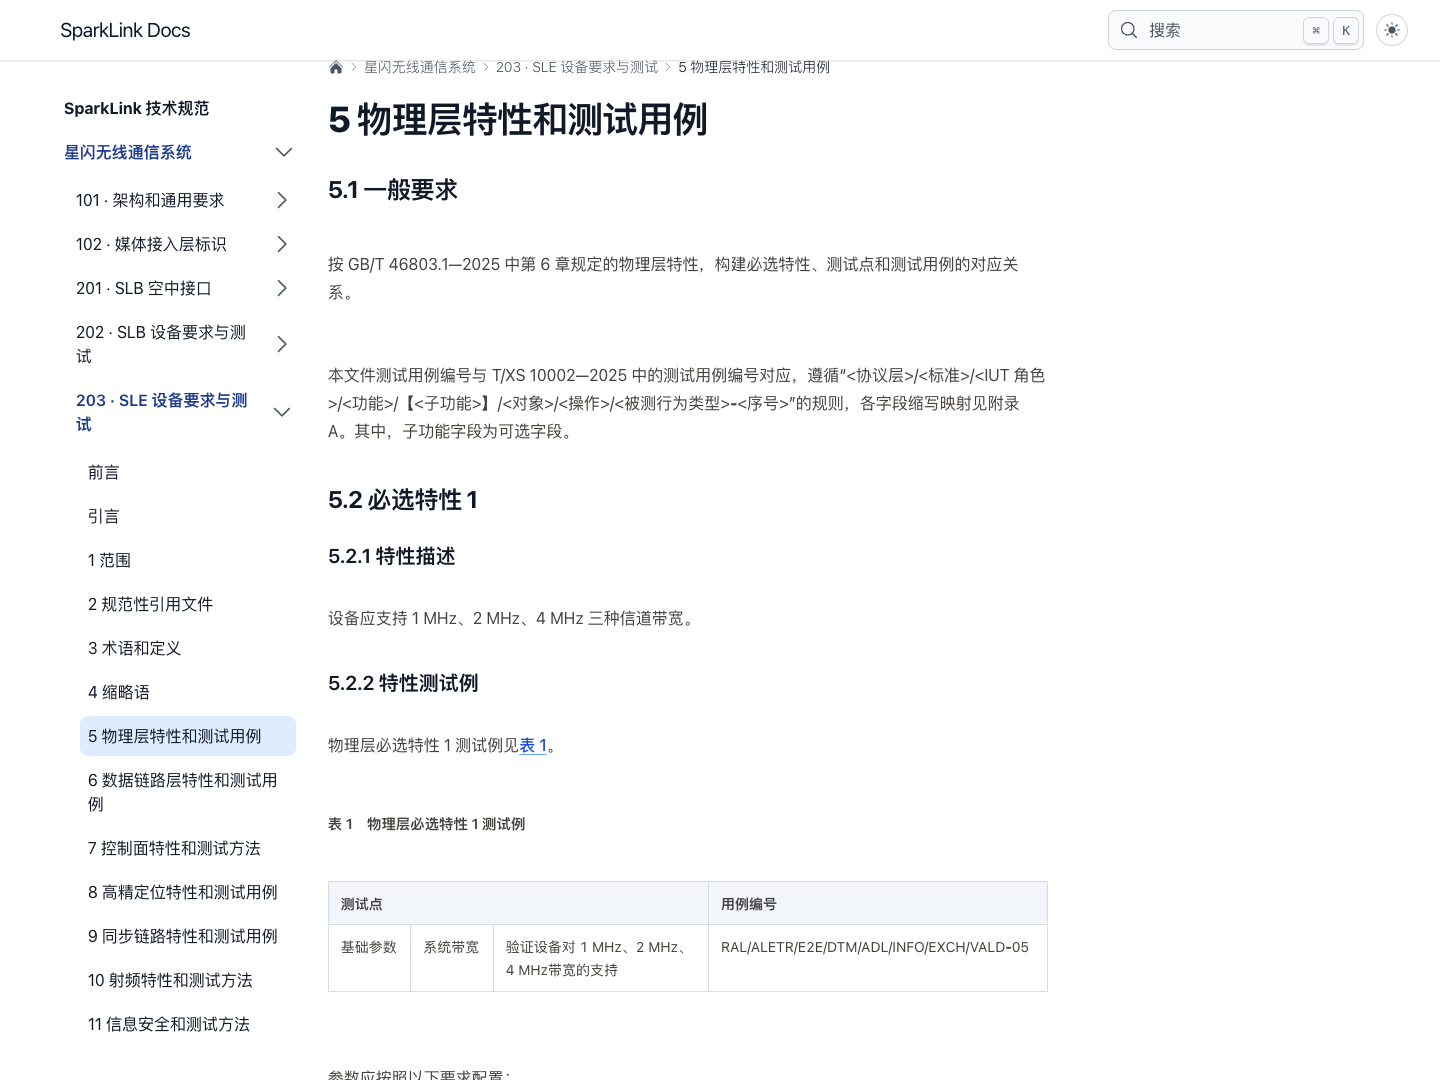 SparkLink Docs
搜索
⌘ K
星闪无线通信系统 203 · SLE 设备要求与测试 5 物理层特性和测试用例
SparkLink 技术规范
星闪无线通信系统
101 · 架构和通用要求
102 · 媒体接入层标识
201 · SLB 空中接口
202 · SLB 设备要求与测
试
203 · SLE 设备要求与测
试
前言
引言
1 范围
2 规范性引用文件
3 术语和定义
4 缩略语
5 物理层特性和测试用例
6 数据链路层特性和测试用
例
7 控制面特性和测试方法
8 高精定位特性和测试用例
9 同步链路特性和测试用例
10 射频特性和测试方法
11 信息安全和测试方法
5 物理层特性和测试用例
5.1 一般要求
按 GB/T 46803.1—2025 中第 6 章规定的物理层特性，构建必选特性、测试点和测试用例的对应关
系。
本文件测试用例编号与 T/XS 10002—2025 中的测试用例编号对应，遵循“<协议层>/<标准>/<IUT 角色
>/<功能>/【<子功能>】/<对象>/<操作>/<被测行为类型>-<序号>”的规则，各字段缩写映射见附录
A。其中，子功能字段为可选字段。
5.2 必选特性 1
5.2.1 特性描述
设备应支持 1 MHz、2 MHz、4 MHz 三种信道带宽。
5.2.2 特性测试例
物理层必选特性 1 测试例见表 1。
表 1 物理层必选特性 1 测试例
测试点 用例编号
基础参数 系统带宽 验证设备对 1 MHz、2 MHz、 RAL/ALETR/E2E/DTM/ADL/INFO/EXCH/VALD-05
4 MHz带宽的支持
参数应按照以下要求配置：